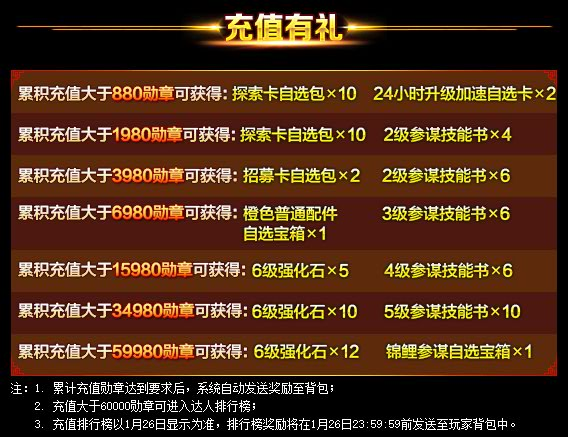 充值有礼
累积充值大于880勋章可获得：探索卡自选包×10 24小时升级加速自选卡×2
累积充值大于1980勋章可获得：探索卡自选包×10 2级参谋技能书×4
累积充值大于3980勋章可获得：招募卡自选包×2 2级参谋技能书×6
累积充值大于6980勋章可获得：橙色普通配件 3级参谋技能书×6
自选宝箱×1
累积充值大于15980勋章可获得：6级强化石×5 4级参谋技能书×6
累积充值大于34980勋章可获得：6级强化石×10 5级参谋技能书×10
累积充值大于59980勋章可获得：6级强化石×12 锦鲤参谋自选宝箱×1
注：1. 累计充值勋章达到要求后，系统自动发送奖励至背包；
2. 充值大于60000勋章可进入达人排行榜；
3. 充值排行榜以1月26日显示为准，排行榜奖励将在1月26日23:59:59前发送至玩家背包中。